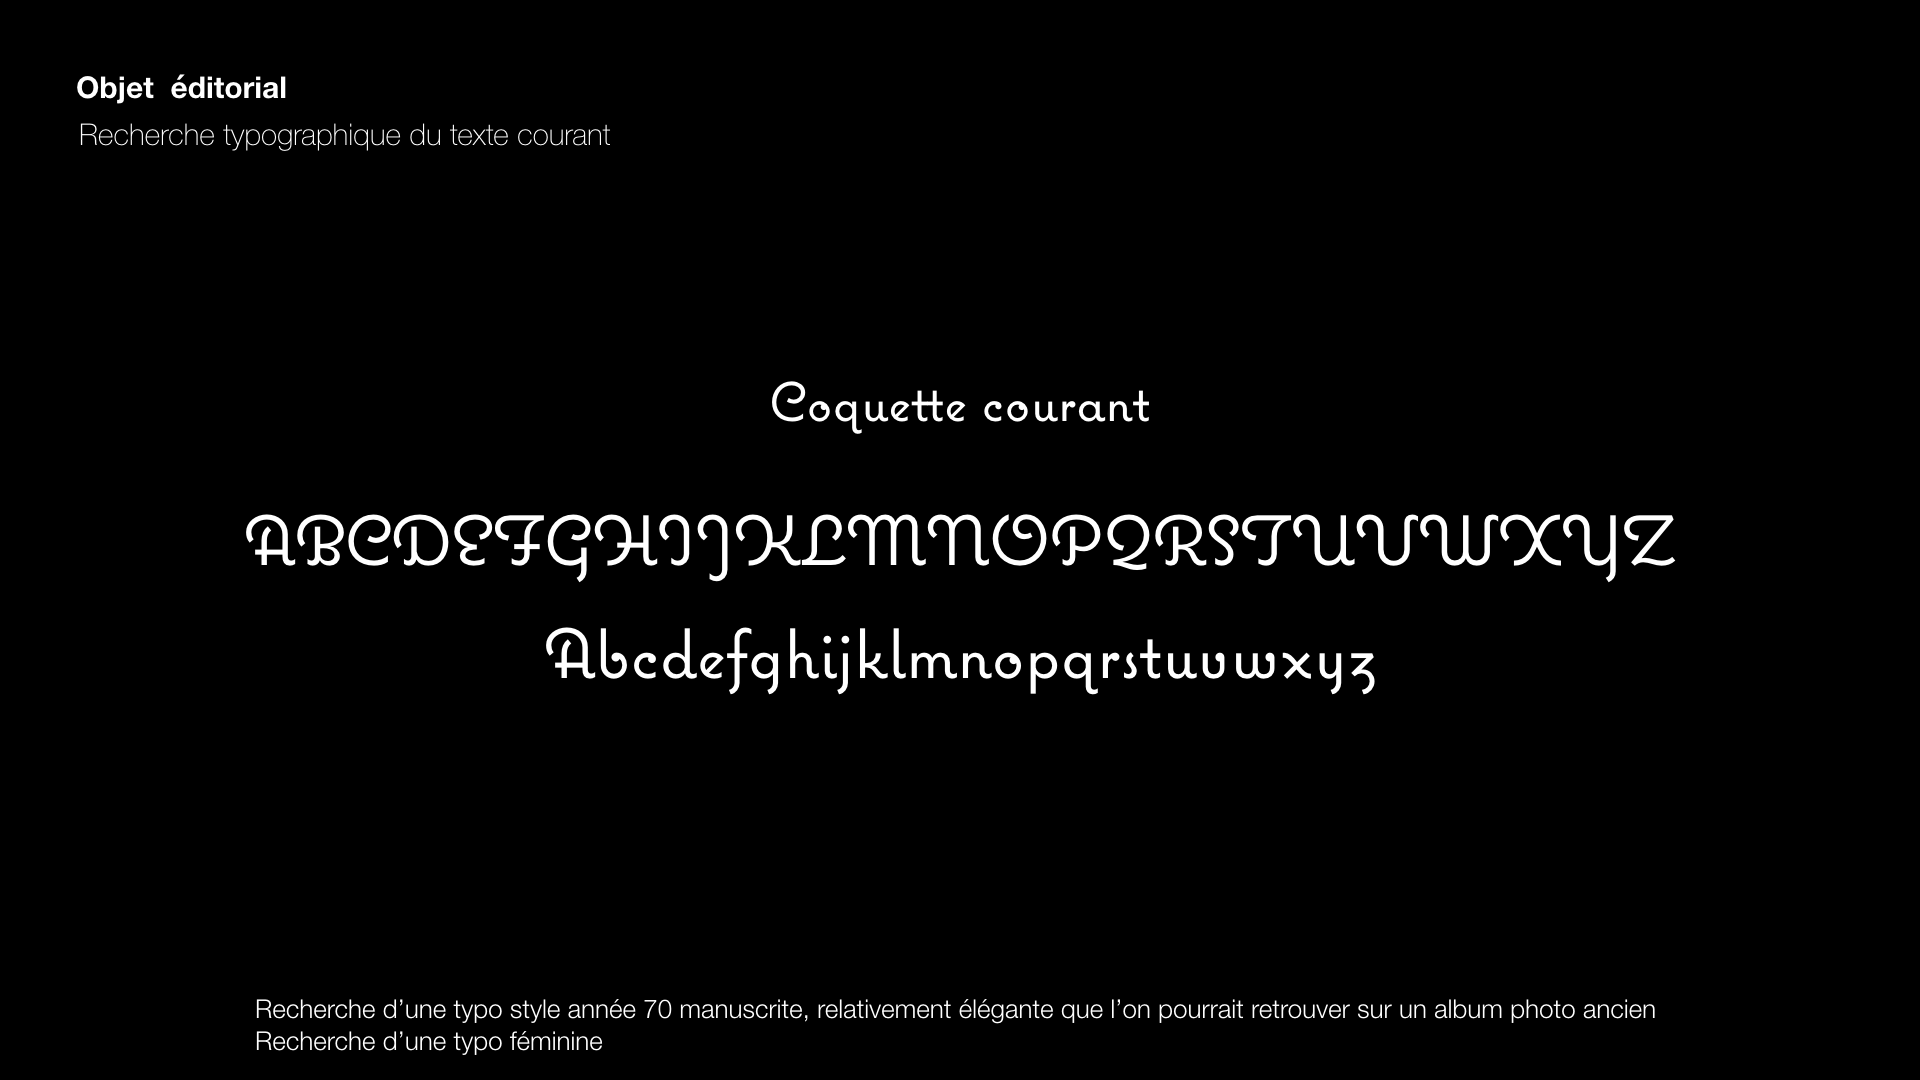 Objet  éditorial
Recherche typographique du texte courant
Coquette courant
ABCDEFGHIJKLMNOPQRSTUVWXYZ
Abcdefghijklmnopqrstuvwxyz
Recherche d’une typo style année 70 manuscrite, relativement élégante que l’on pourrait retrouver sur un album photo ancien
Recherche d’une typo féminine